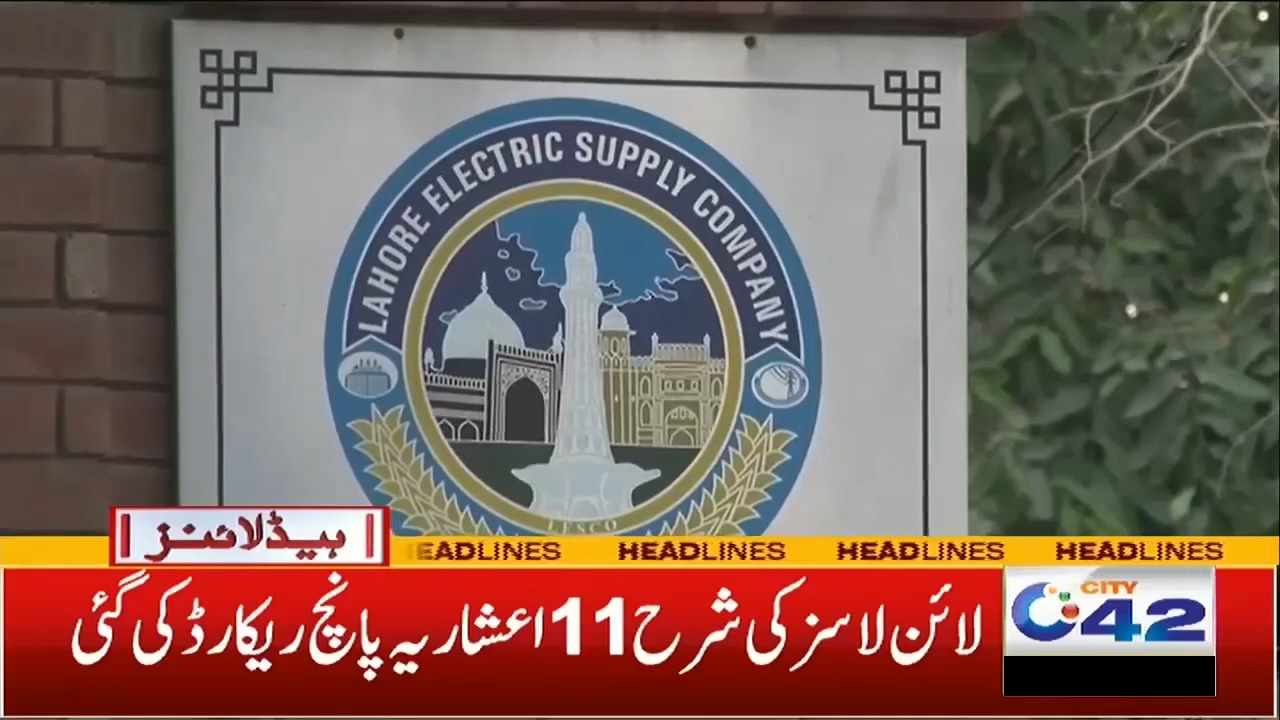 LAHORE ELECTRIC SUPPLY COMPANY
LESCO
ہیڈلائنز
EADLINES HEADLINES HEADLINES HEADLINES
لائن لاسز کی شرح 11 اعشاریہ پانچ ریکارڈ کی گئی
CITY
42